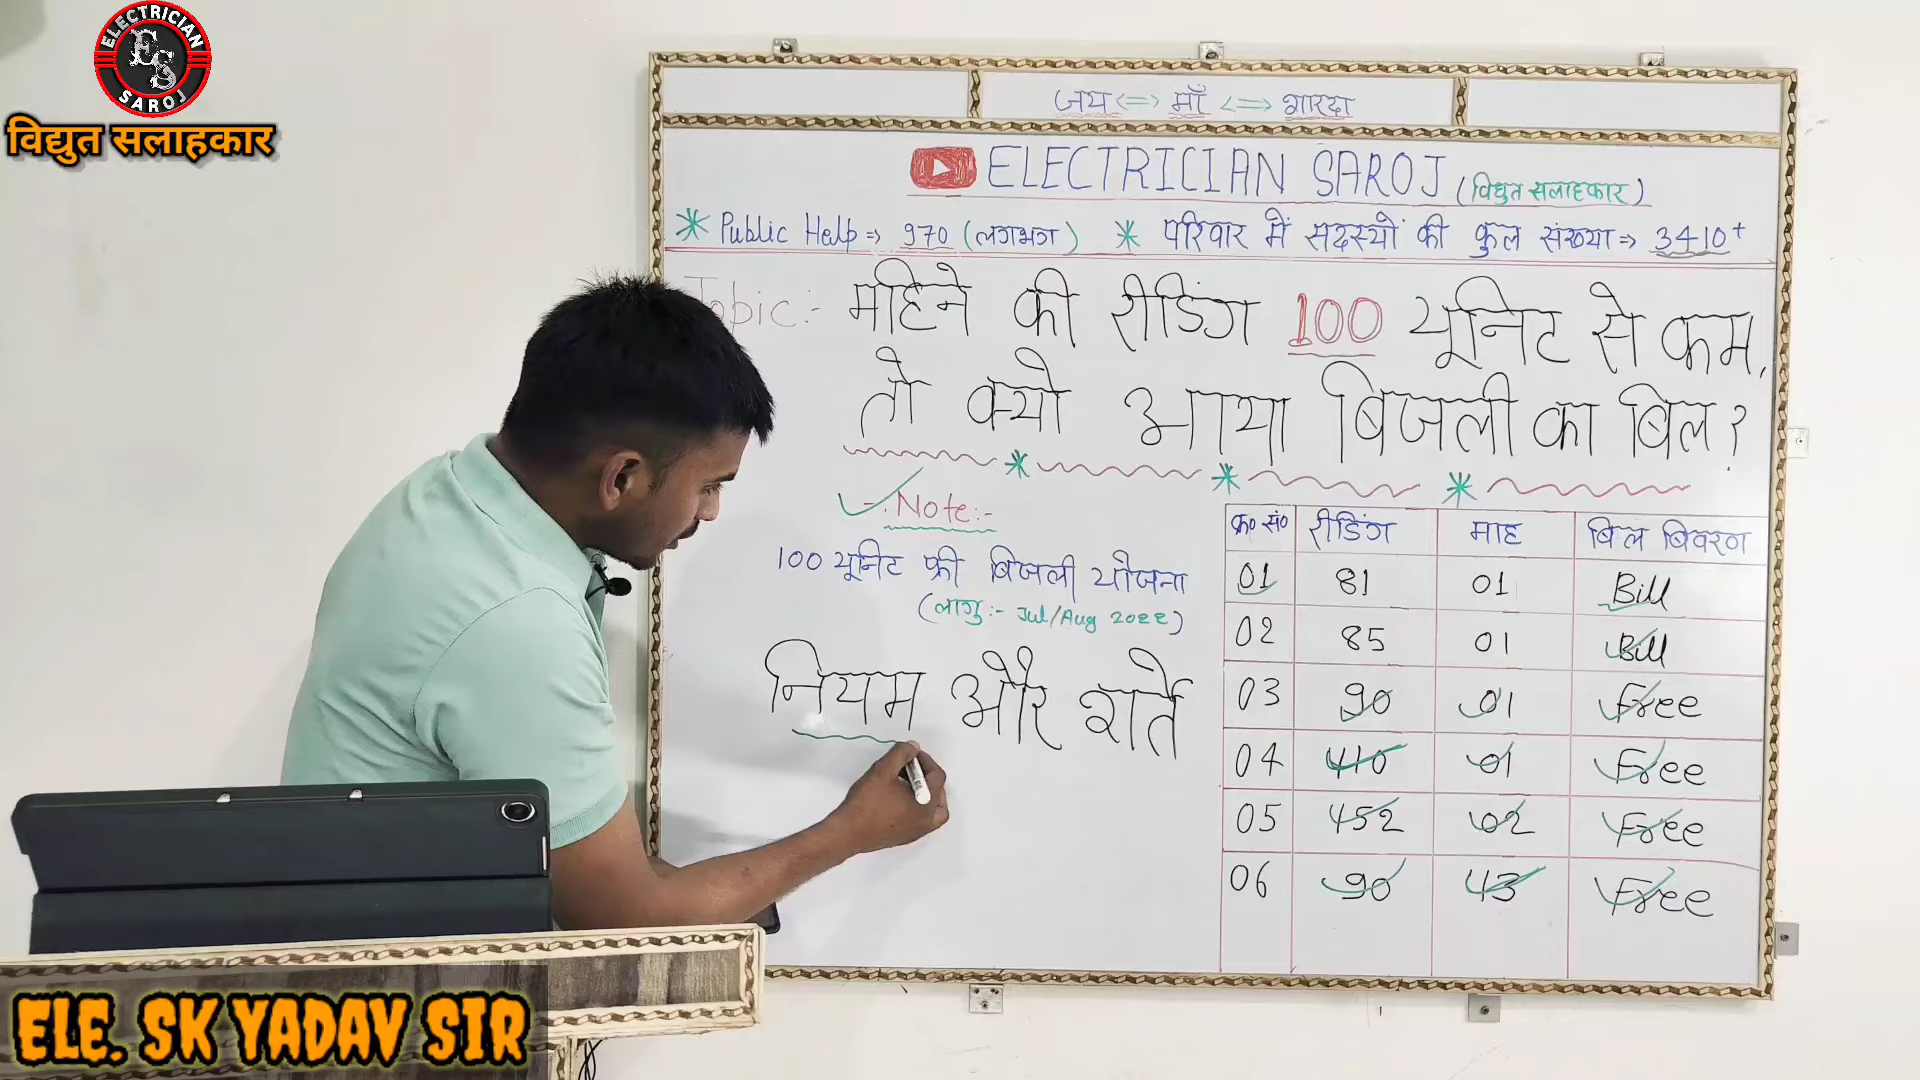 ELECTRICIAN
ES
SAROJ
विद्युत सलाहकार
जय <=> माँ <=> शारदा
ELECTRICIAN SAROJ (विद्युत सलाहकार)
* Public Help => 970 (लगभग) * परिवार में सदस्यों की कुल संख्या => 3410+
Topic:- महिने की रीडिंग 100 यूनिट से कम,
तो क्यो आया बिजली का बिल?
Note:-
100 यूनिट फ्री बिजली योजना
(लागु:- Jul/Aug 2022)
नियम और शर्ते
क्र० सं० रीडिंग माह बिल बिवरण
01 81 01 Bill
02 85 01 Bill
03 90 01 Free
04 410 01 Free
05 452 02 Free
06 90 43 Free
ELE. SK YADAV SIR